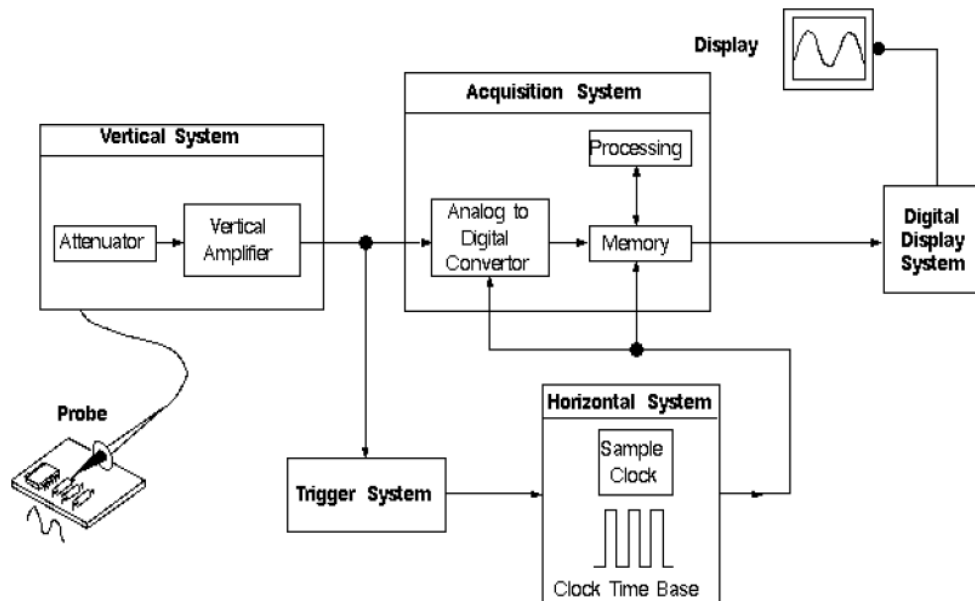 Display
Acquisition System
Vertical System
Processing
Attenuator
Vertical
Amplifier
Analog to
Digital
Convertor
Memory
Digital
Display
System
Probe
Horizontal System
Sample
Clock
Trigger System
Clock Time Base